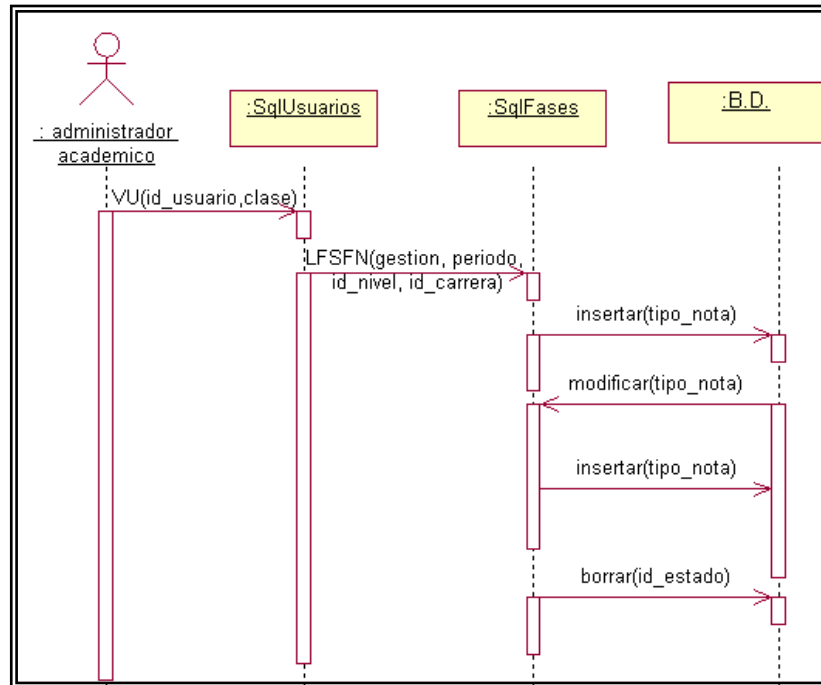 :SqlUsuarios
:SqlFases
:B.D.
: administrador
academico
VU(id_usuario,clase)
LFSFN(gestion, periodo,
id_nivel, id_carrera)
insertar(tipo_nota)
modificar(tipo_nota)
insertar(tipo_nota)
borrar(id_estado)